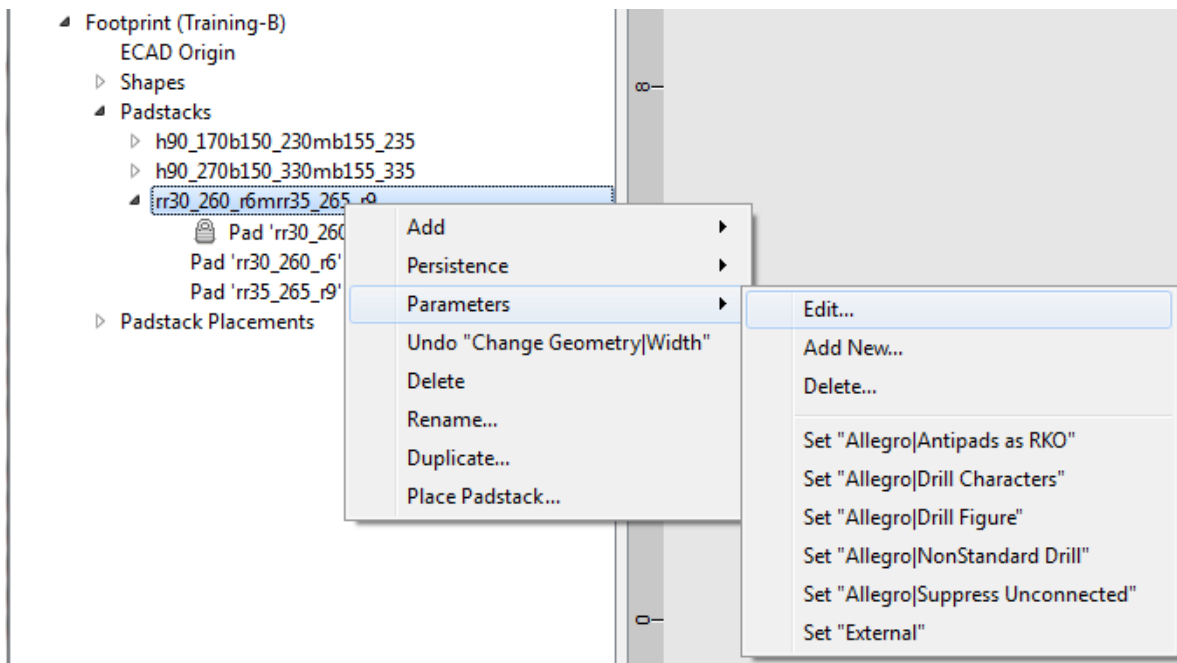 Footprint (Training-B)
ECAD Origin
Shapes
Padstacks
h90_170b150_230mb155_235
h90_270b150_330mb155_335
rr30_260_r6mrr35_265_r9
Pad 'rr30_260
Pad 'rr30_260_r6'
Pad 'rr35_265_r9'
Padstack Placements
8
0
Add
Persistence
Parameters
Undo "Change Geometry|Width"
Delete
Rename...
Duplicate...
Place Padstack...
Edit...
Add New...
Delete...
Set "Allegro|Antipads as RKO"
Set "Allegro|Drill Characters"
Set "Allegro|Drill Figure"
Set "Allegro|NonStandard Drill"
Set "Allegro|Suppress Unconnected"
Set "External"